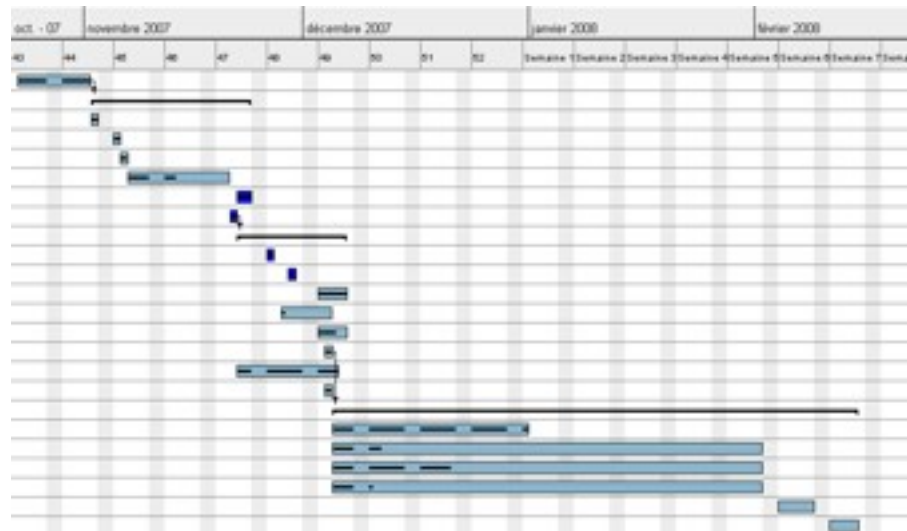 oct. - 07 novembre 2007 décembre 2007 janvier 2008 février 2008
43 44 45 46 47 48 49 50 51 52 Semaine 1 Semaine 2 Semaine 3 Semaine 4 Semaine 5 Semaine 6 Semaine 7